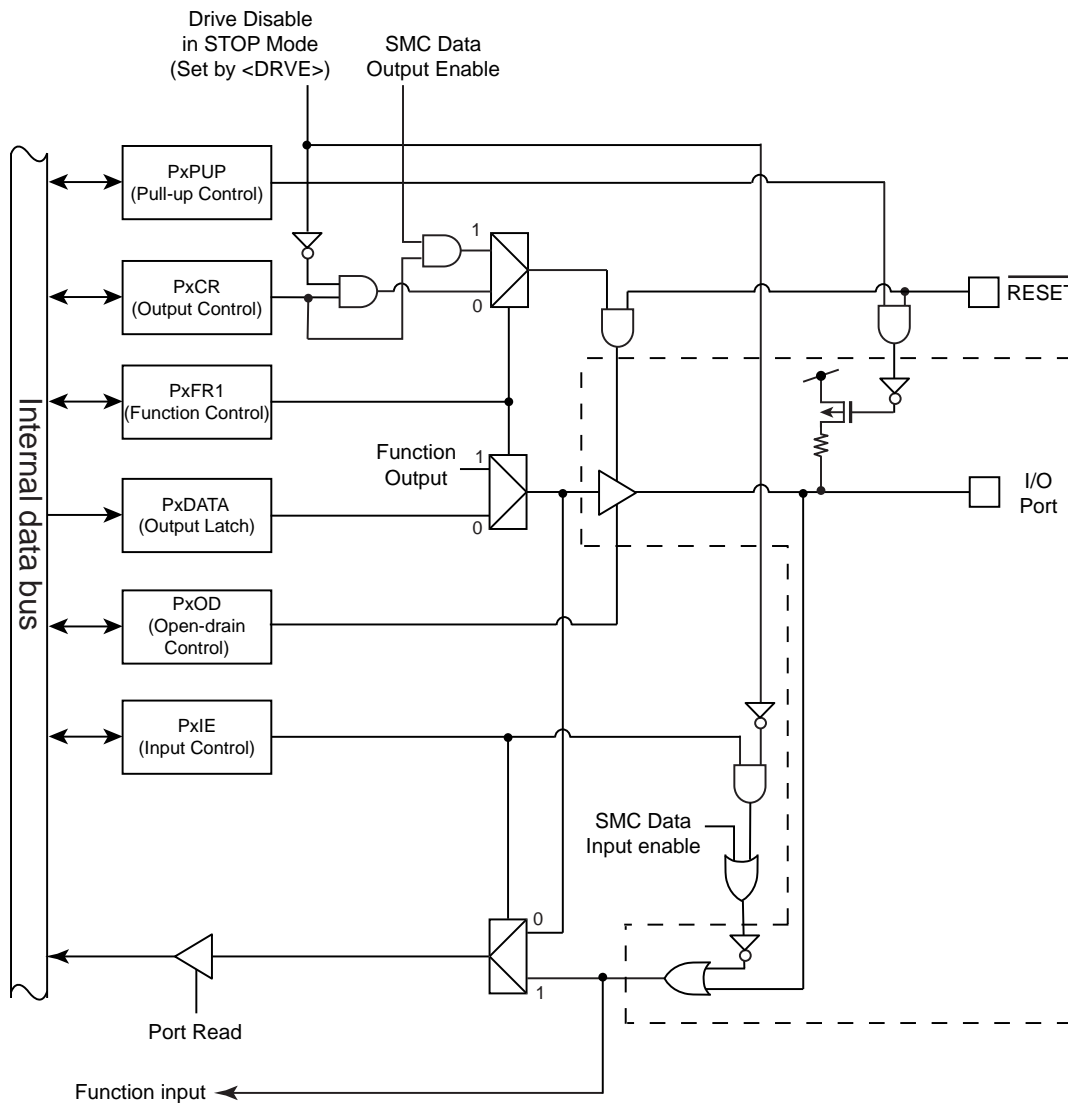 Drive Disable
in STOP Mode
(Set by <DRVE>)
SMC Data
Output Enable
PxPUP
(Pull-up Control)
1
PxCR
(Output Control)
0
RESET
PxFR1
(Function Control)
Internal data bus
Function
Output
1
I/O
Port
PxDATA
(Output Latch)
0
PxOD
(Open-drain
Control)
PxIE
(Input Control)
SMC Data
Input enable
0
1
Port Read
Function input